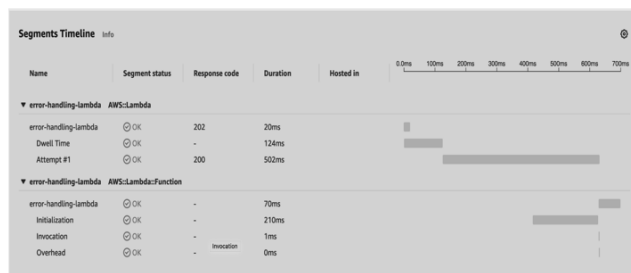 Segments Timeline Info
Name Segment status Response code Duration Hosted in 0.0ms 100ms 200ms 300ms 400ms 500ms 600ms 700ms
▼ error-handling-lambda AWS::Lambda
error-handling-lambda OK 202 20ms
Dwell Time OK - 124ms
Attempt #1 OK 200 502ms
▼ error-handling-lambda AWS::Lambda::Function
error-handling-lambda OK - 70ms
Initialization OK - 210ms
Invocation OK - 1ms
Invocation
Overhead OK - 0ms